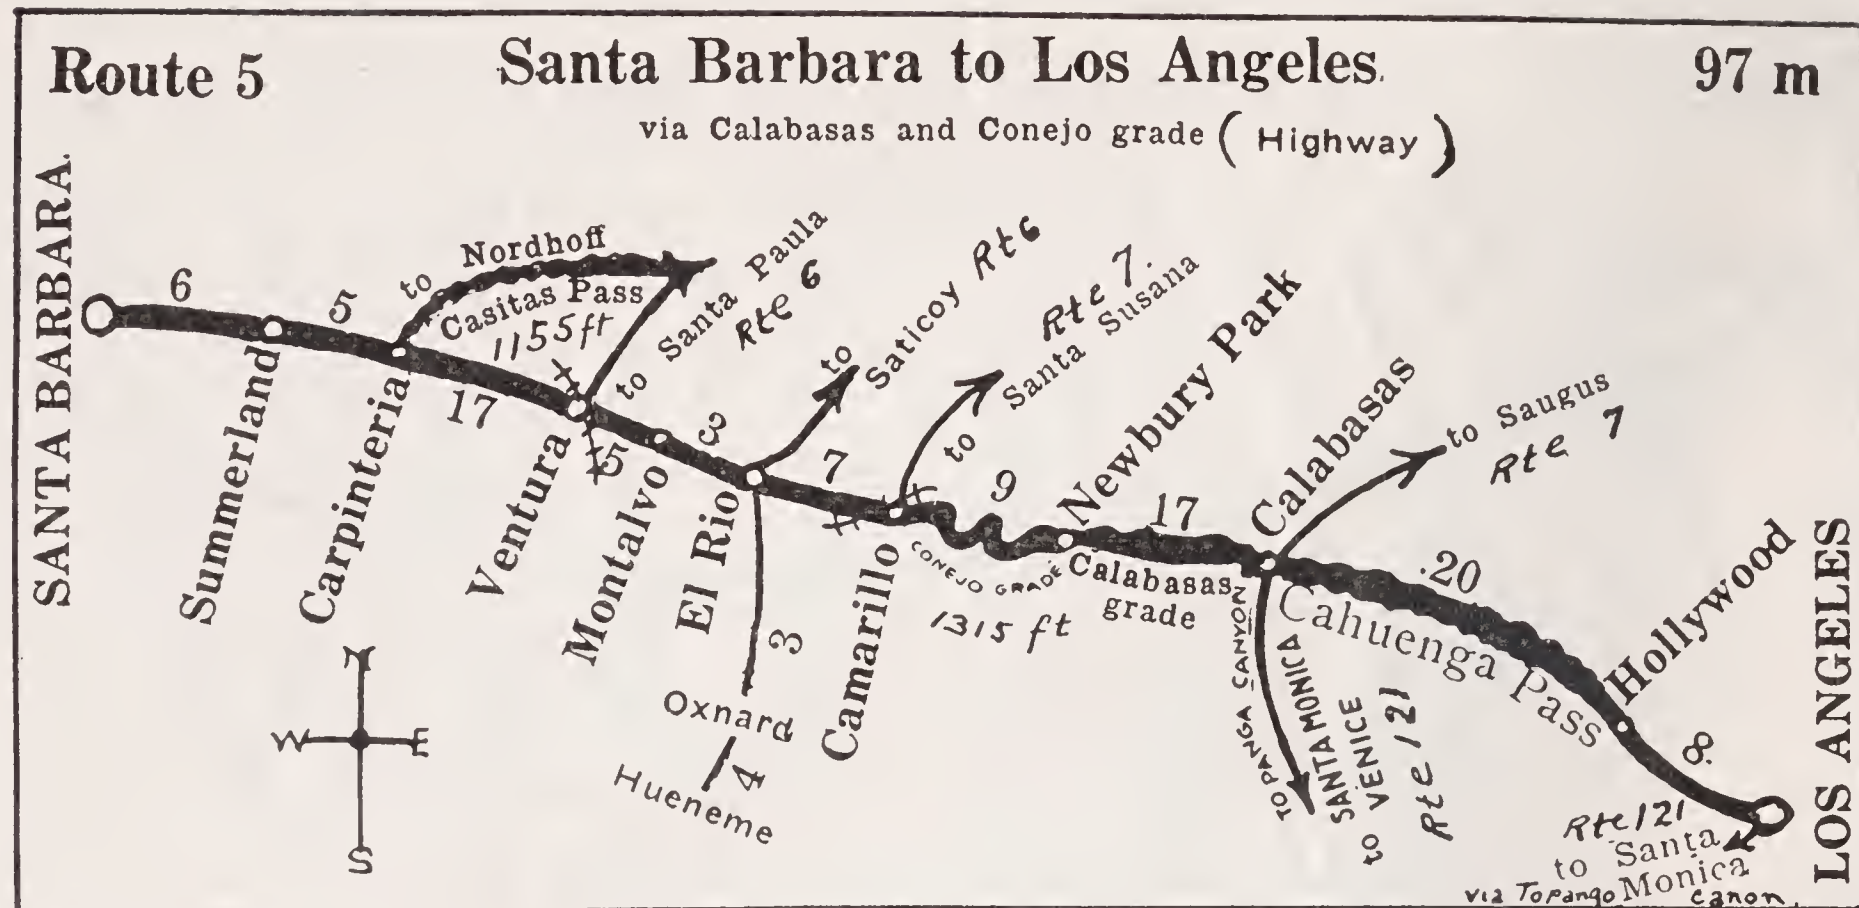 Route 5
Santa Barbara to Los Angeles.
97 m
via Calabasas and Conejo grade ( Highway )
SANTA BARBARA.
6
Summerland
5
Carpinteria
to Nordhoff
Casitas Pass
1155 ft
17
Ventura
to Santa Paula
Rte 6
5
Montalvo
3
El Rio
to Saticoy Rte 6
3
Oxnard
4
Hueneme
7
Camarillo
Rte 7.
to Santa Susana
9
CONEJO GRADE
1315 ft
Newbury Park
17
Calabasas
grade
Calabasas
to Saugus
Rte 7
TOPANGA CANYON
SANTA MONICA
to VENICE
Rte 121
.20
Cahuenga Pass
Hollywood
8.
LOS ANGELES
Rte 121
to Santa
Monica
via Topango canon.
N
W E
S